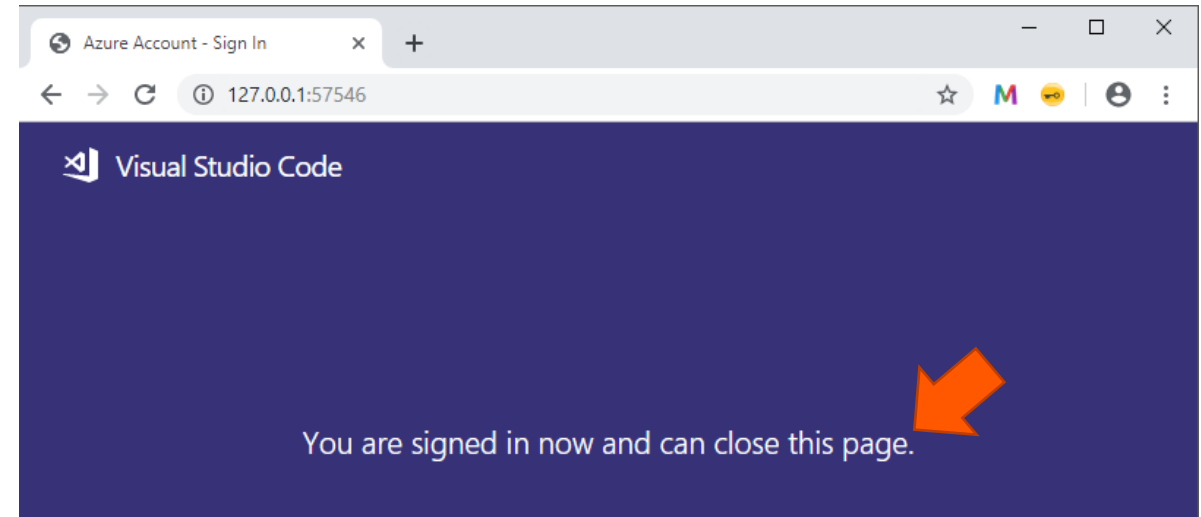 Azure Account - Sign In
127.0.0.1:57546
M
Visual Studio Code
You are signed in now and can close this page.